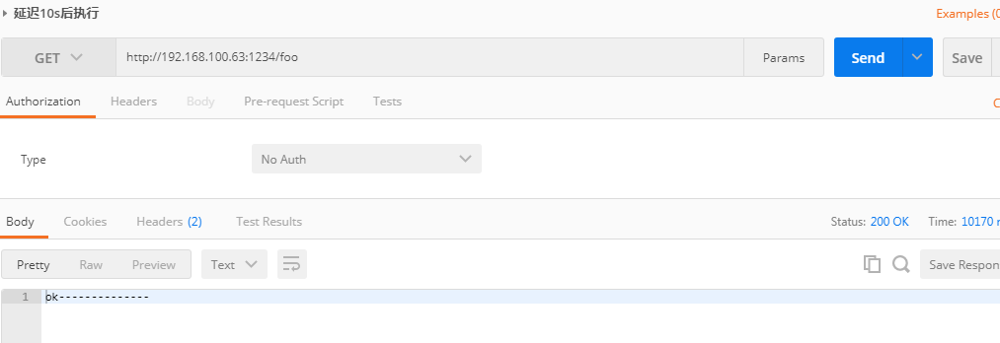 延迟10s后执行 Examples (0
GET http://192.168.100.63:1234/foo Params Send Save
Authorization Headers Body Pre-request Script Tests C
Type No Auth
Body Cookies Headers (2) Test Results Status: 200 OK Time: 10170 m
Pretty Raw Preview Text Save Respon
1 ok--------------